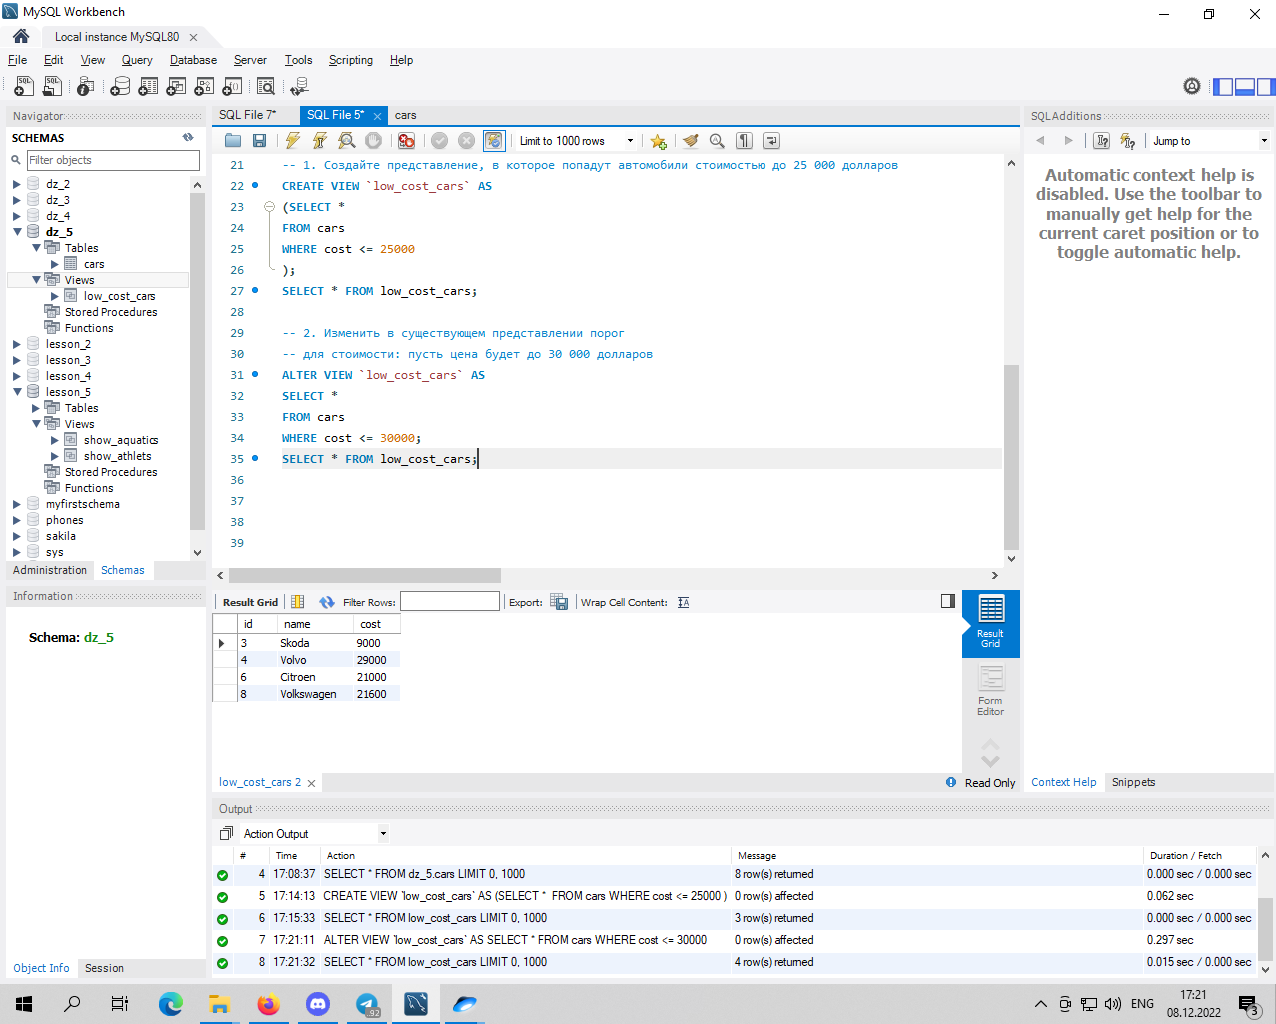 MySQL Workbench
Local instance MySQL80
File Edit View Query Database Server Tools Scripting Help
Navigator
SCHEMAS
Filter objects
dz_2
dz_3
dz_4
dz_5
Tables
cars
Views
low_cost_cars
Stored Procedures
Functions
lesson_2
lesson_3
lesson_4
lesson_5
Tables
Views
show_aquatics
show_athlets
Stored Procedures
Functions
myfirstschema
phones
sakila
sys
Administration Schemas
Information
Schema: dz_5
Object Info Session
SQL File 7* SQL File 5* cars
Limit to 1000 rows
21 -- 1. Создайте представление, в которое попадут автомобили стоимостью до 25 000 долларов
22 CREATE VIEW `low_cost_cars` AS
23 (SELECT *
24 FROM cars
25 WHERE cost <= 25000
26 );
27 SELECT * FROM low_cost_cars;
28
29 -- 2. Изменить в существующем представлении порог
30 -- для стоимости: пусть цена будет до 30 000 долларов
31 ALTER VIEW `low_cost_cars` AS
32 SELECT *
33 FROM cars
34 WHERE cost <= 30000;
35 SELECT * FROM low_cost_cars;
36
37
38
39
Result Grid Filter Rows: Export: Wrap Cell Content:
id name cost
3 Skoda 9000
4 Volvo 29000
6 Citroen 21000
8 Volkswagen 21600
Result Grid
Form Editor
low_cost_cars 2
Read Only
SQLAdditions
Jump to
Automatic context help is
disabled. Use the toolbar to
manually get help for the
current caret position or to
toggle automatic help.
Context Help Snippets
Output
Action Output
# Time Action Message Duration / Fetch
4 17:08:37 SELECT * FROM dz_5.cars LIMIT 0, 1000 8 row(s) returned 0.000 sec / 0.000 sec
5 17:14:13 CREATE VIEW `low_cost_cars` AS (SELECT * FROM cars WHERE cost <= 25000 ) 0 row(s) affected 0.062 sec
6 17:15:33 SELECT * FROM low_cost_cars LIMIT 0, 1000 3 row(s) returned 0.000 sec / 0.000 sec
7 17:21:11 ALTER VIEW `low_cost_cars` AS SELECT * FROM cars WHERE cost <= 30000 0 row(s) affected 0.297 sec
8 17:21:32 SELECT * FROM low_cost_cars LIMIT 0, 1000 4 row(s) returned 0.015 sec / 0.000 sec
92
ENG
17:21
08.12.2022
3